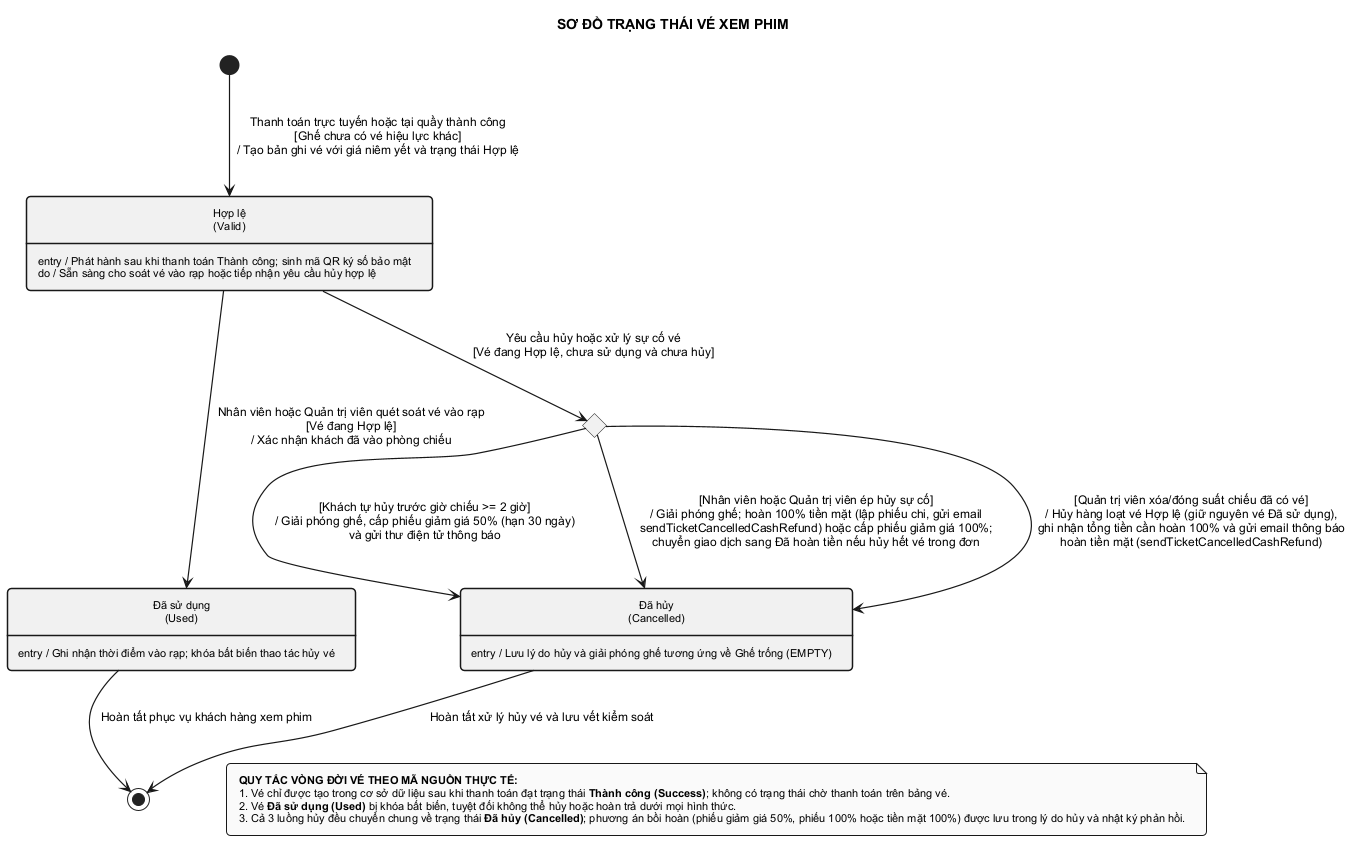 SƠ ĐỒ TRẠNG THÁI VÉ XEM PHIM
Thanh toán trực tuyến hoặc tại quầy thành công
[Ghế chưa có vé hiệu lực khác]
/ Tạo bản ghi vé với giá niêm yết và trạng thái Hợp lệ
Hợp lệ
(Valid)
entry / Phát hành sau khi thanh toán Thành công; sinh mã QR ký số bảo mật
do / Sẵn sàng cho soát vé vào rạp hoặc tiếp nhận yêu cầu hủy hợp lệ
Yêu cầu hủy hoặc xử lý sự cố vé
[Vé đang Hợp lệ, chưa sử dụng và chưa hủy]
Nhân viên hoặc Quản trị viên quét soát vé vào rạp
[Vé đang Hợp lệ]
/ Xác nhận khách đã vào phòng chiếu
[Khách tự hủy trước giờ chiếu >= 2 giờ]
/ Giải phóng ghế, cấp phiếu giảm giá 50% (hạn 30 ngày)
và gửi thư điện tử thông báo
[Nhân viên hoặc Quản trị viên ép hủy sự cố]
/ Giải phóng ghế; hoàn 100% tiền mặt (lập phiếu chi, gửi email
sendTicketCancelledCashRefund) hoặc cấp phiếu giảm giá 100%;
chuyển giao dịch sang Đã hoàn tiền nếu hủy hết vé trong đơn
[Quản trị viên xóa/đóng suất chiếu đã có vé]
/ Hủy hàng loạt vé Hợp lệ (giữ nguyên vé Đã sử dụng),
ghi nhận tổng tiền cần hoàn 100% và gửi email thông báo
hoàn tiền mặt (sendTicketCancelledCashRefund)
Đã sử dụng
(Used)
entry / Ghi nhận thời điểm vào rạp; khóa bất biến thao tác hủy vé
Đã hủy
(Cancelled)
entry / Lưu lý do hủy và giải phóng ghế tương ứng về Ghế trống (EMPTY)
Hoàn tất phục vụ khách hàng xem phim
Hoàn tất xử lý hủy vé và lưu vết kiểm soát
QUY TẮC VÒNG ĐỜI VÉ THEO MÃ NGUỒN THỰC TẾ:
1. Vé chỉ được tạo trong cơ sở dữ liệu sau khi thanh toán đạt trạng thái Thành công (Success); không có trạng thái chờ thanh toán trên bảng vé.
2. Vé Đã sử dụng (Used) bị khóa bất biến, tuyệt đối không thể hủy hoặc hoàn trả dưới mọi hình thức.
3. Cả 3 luồng hủy đều chuyển chung về trạng thái Đã hủy (Cancelled); phương án bồi hoàn (phiếu giảm giá 50%, phiếu 100% hoặc tiền mặt 100%) được lưu trong lý do hủy và nhật ký phản hồi.